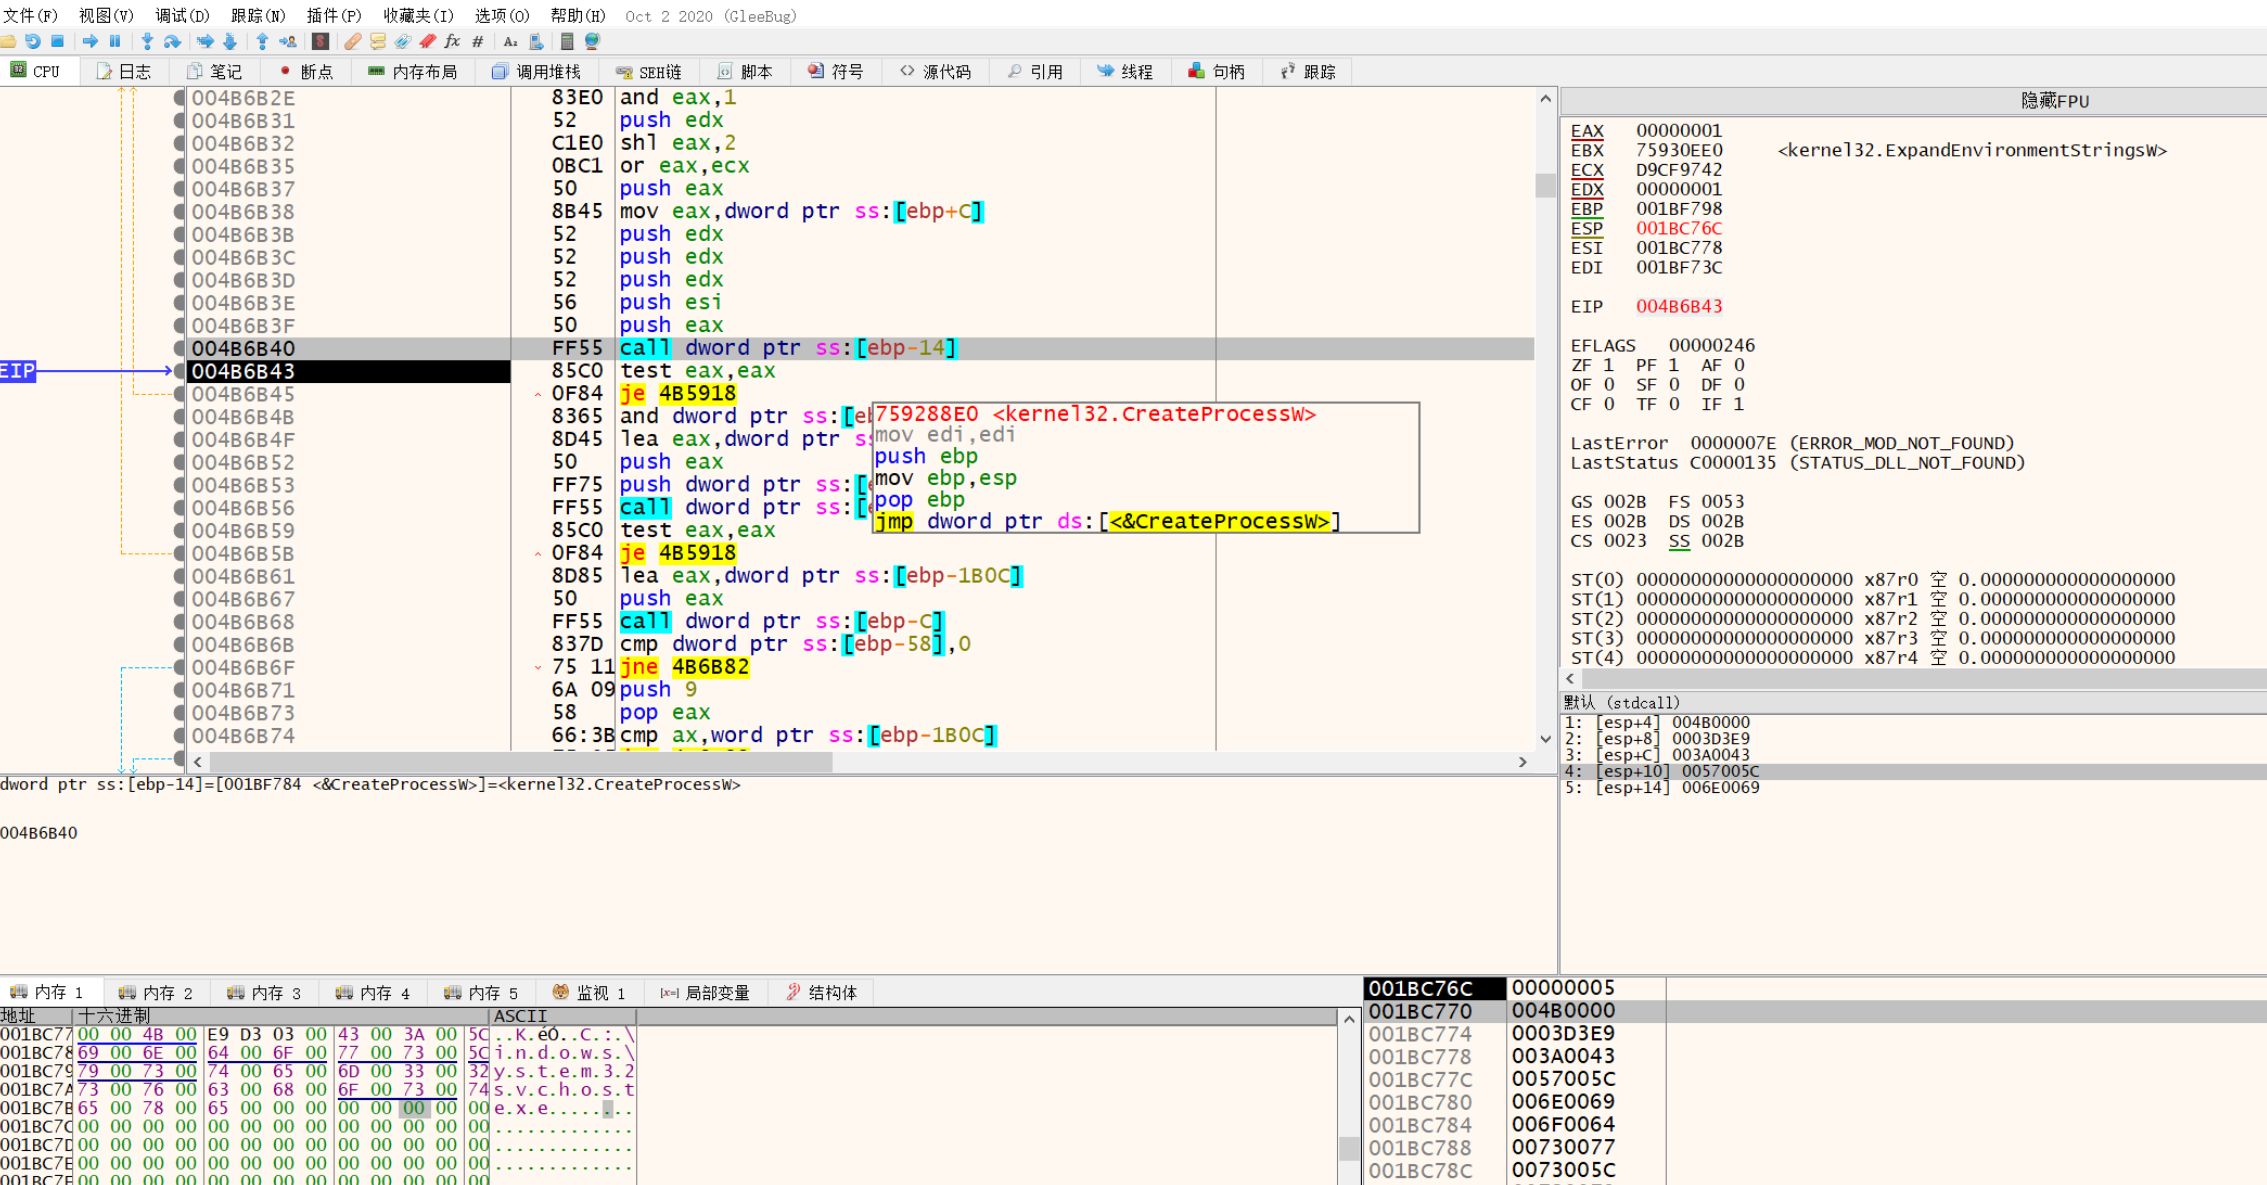 文件(F) 视图(V) 调试(D) 跟踪(N) 插件(P) 收藏夹(I) 选项(O) 帮助(H) Oct 2 2020 (GleeBug)
CPU 日志 笔记 断点 内存布局 调用堆栈 SEH链 脚本 符号 源代码 引用 线程 句柄 跟踪
004B6B2E 83E0 and eax,1
004B6B31 52 push edx
004B6B32 C1E0 shl eax,2
004B6B35 0BC1 or eax,ecx
004B6B37 50 push eax
004B6B38 8B45 mov eax,dword ptr ss:[ebp+C]
004B6B3B 52 push edx
004B6B3C 52 push edx
004B6B3D 52 push edx
004B6B3E 56 push esi
004B6B3F 50 push eax
004B6B40 FF55 call dword ptr ss:[ebp-14]
EIP 004B6B43 85C0 test eax,eax
004B6B45 0F84 je 4B5918
004B6B4B 8365 and dword ptr ss:[eb
004B6B4F 8D45 lea eax,dword ptr ss
004B6B52 50 push eax
004B6B53 FF75 push dword ptr ss:[e
004B6B56 FF55 call dword ptr ss:[e
004B6B59 85C0 test eax,eax
004B6B5B 0F84 je 4B5918
004B6B61 8D85 lea eax,dword ptr ss:[ebp-1B0C]
004B6B67 50 push eax
004B6B68 FF55 call dword ptr ss:[ebp-C]
004B6B6B 837D cmp dword ptr ss:[ebp-58],0
004B6B6F 75 11 jne 4B6B82
004B6B71 6A 09 push 9
004B6B73 58 pop eax
004B6B74 66:3B cmp ax,word ptr ss:[ebp-1B0C]
759288E0 <kernel32.CreateProcessW>
mov edi,edi
push ebp
mov ebp,esp
pop ebp
jmp dword ptr ds:[<&CreateProcessW>]
dword ptr ss:[ebp-14]=[001BF784 <&CreateProcessW>]=<kernel32.CreateProcessW>
004B6B40
隐藏FPU
EAX 00000001
EBX 75930EE0 <kernel32.ExpandEnvironmentStringsW>
ECX D9CF9742
EDX 00000001
EBP 001BF798
ESP 001BC76C
ESI 001BC778
EDI 001BF73C
EIP 004B6B43
EFLAGS 00000246
ZF 1 PF 1 AF 0
OF 0 SF 0 DF 0
CF 0 TF 0 IF 1
LastError 0000007E (ERROR_MOD_NOT_FOUND)
LastStatus C0000135 (STATUS_DLL_NOT_FOUND)
GS 002B FS 0053
ES 002B DS 002B
CS 0023 SS 002B
ST(0) 00000000000000000000 x87r0 空 0.000000000000000000
ST(1) 00000000000000000000 x87r1 空 0.000000000000000000
ST(2) 00000000000000000000 x87r2 空 0.000000000000000000
ST(3) 00000000000000000000 x87r3 空 0.000000000000000000
ST(4) 00000000000000000000 x87r4 空 0.000000000000000000
默认 (stdcall)
1: [esp+4] 004B0000
2: [esp+8] 0003D3E9
3: [esp+C] 003A0043
4: [esp+10] 0057005C
5: [esp+14] 006E0069
内存 1 内存 2 内存 3 内存 4 内存 5 监视 1 局部变量 结构体
地址 十六进制 ASCII
001BC77 00 00 4B 00 E9 D3 03 00 43 00 3A 00 5C ..K.éÓ..C.:.\
001BC78 69 00 6E 00 64 00 6F 00 77 00 73 00 5C i.n.d.o.w.s.\
001BC79 79 00 73 00 74 00 65 00 6D 00 33 00 32 y.s.t.e.m.3.2
001BC7A 73 00 76 00 63 00 68 00 6F 00 73 00 74 s.v.c.h.o.s.t
001BC7B 65 00 78 00 65 00 00 00 00 00 00 00 00 e.x.e........
001BC7C 00 00 00 00 00 00 00 00 00 00 00 00 00 .............
001BC7D 00 00 00 00 00 00 00 00 00 00 00 00 00 .............
001BC7E 00 00 00 00 00 00 00 00 00 00 00 00 00 .............
001BC7F 00 00 00 00 00 00 00 00 00 00 00 00 00
001BC76C 00000005
001BC770 004B0000
001BC774 0003D3E9
001BC778 003A0043
001BC77C 0057005C
001BC780 006E0069
001BC784 006F0064
001BC788 00730077
001BC78C 0073005C